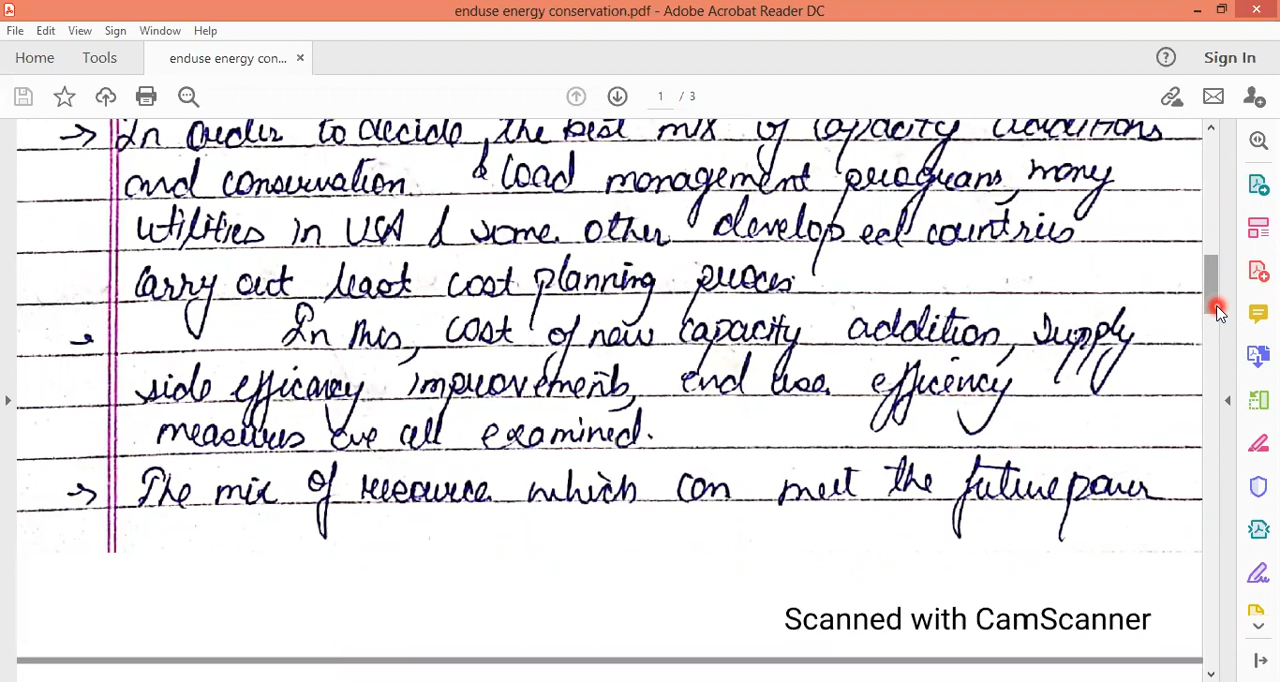 enduse energy conservation.pdf - Adobe Acrobat Reader DC
File Edit View Sign Window Help
Home Tools enduse energy con... × Sign In
1 / 3
→ In order to decide, the best mix of capacity additions
and conservation & load management programs, many
utilities in USA & some other developed countries
carry out least cost planning process
→ In this, cost of new capacity addition, supply
side efficiency improvements, end use efficency
measures are all examined.
→ The mix of resource which can meet the future power
Scanned with CamScanner